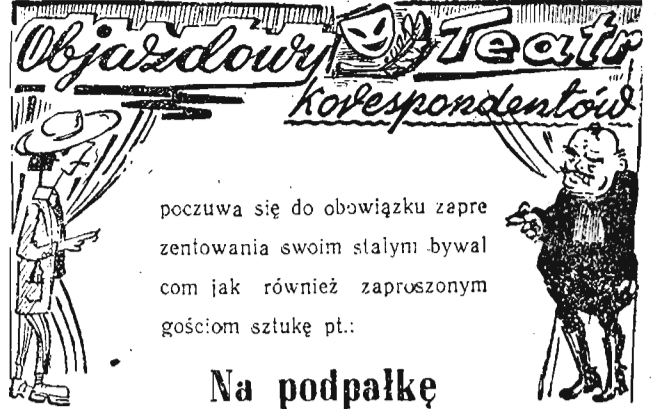 Objazdowy Teatr
korespondentów
poczuwa się do obowiązku zapre
zentowania swoim stałym bywal
com jak również zaproszonym
gościom sztukę pt.:
Na podpałkę